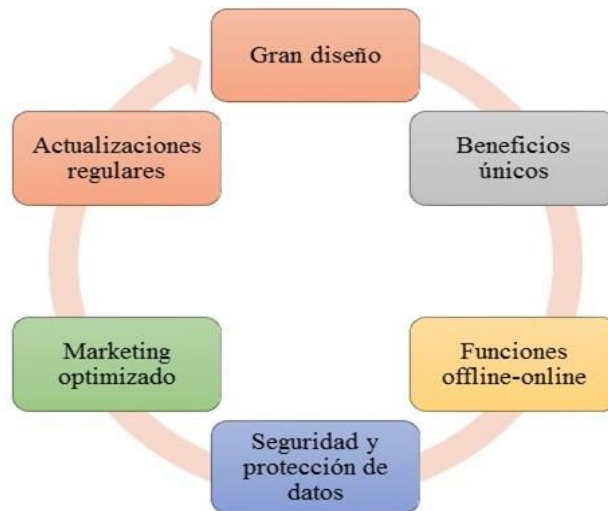 Gran diseño
Beneficios
únicos
Funciones
offline-online
Seguridad y
protección de
datos
Marketing
optimizado
Actualizaciones
regulares